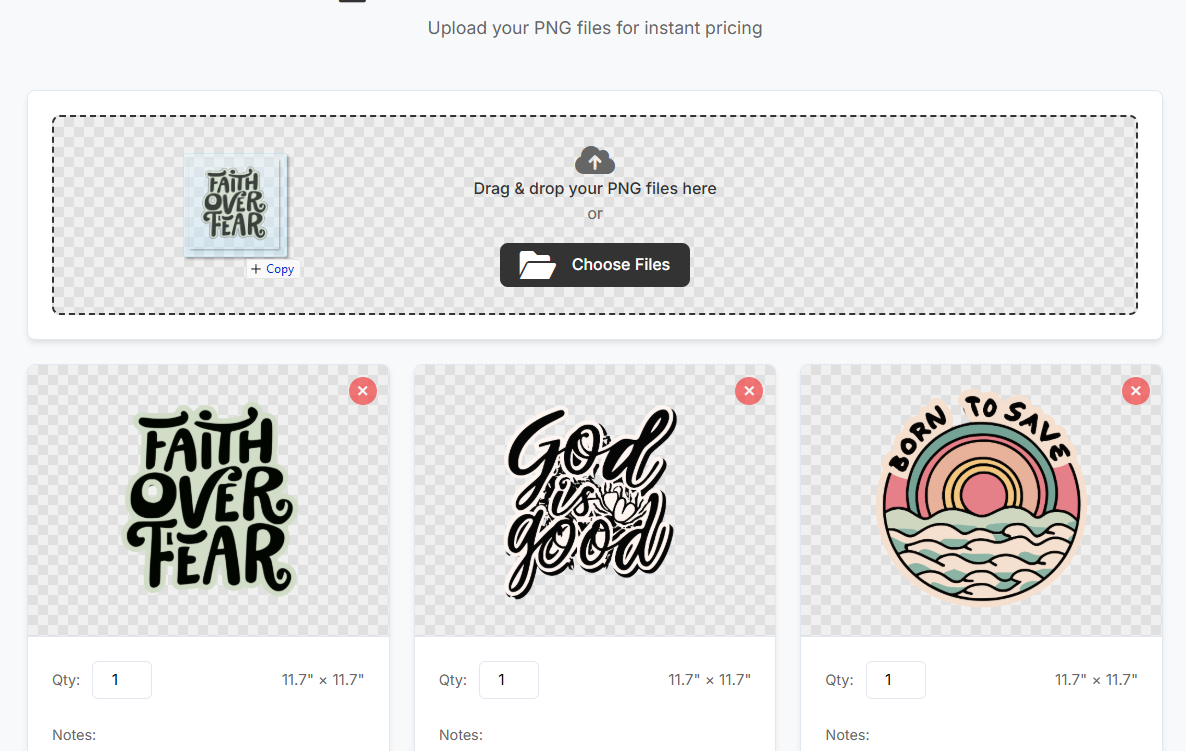 Upload your PNG files for instant pricing
FAITH
OVER
FEAR
Drag & drop your PNG files here
or
+ Copy
Choose Files
FAITH
OVER
FEAR
God
is
good
BORN TO SAVE
Qty: 1 11.7" × 11.7"
Qty: 1 11.7" × 11.7"
Qty: 1 11.7" × 11.7"
Notes:
Notes:
Notes: